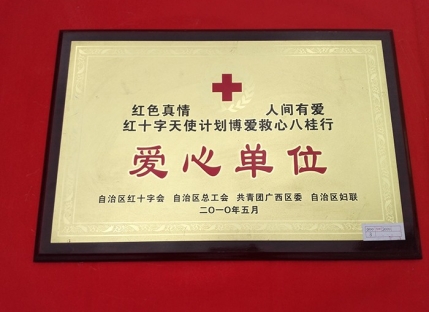 红色真情 人间有爱
红十字天使计划博爱救心八桂行
爱心单位
自治区红十字会 自治区总工会 共青团广西区委 自治区妇联
二〇一〇年五月